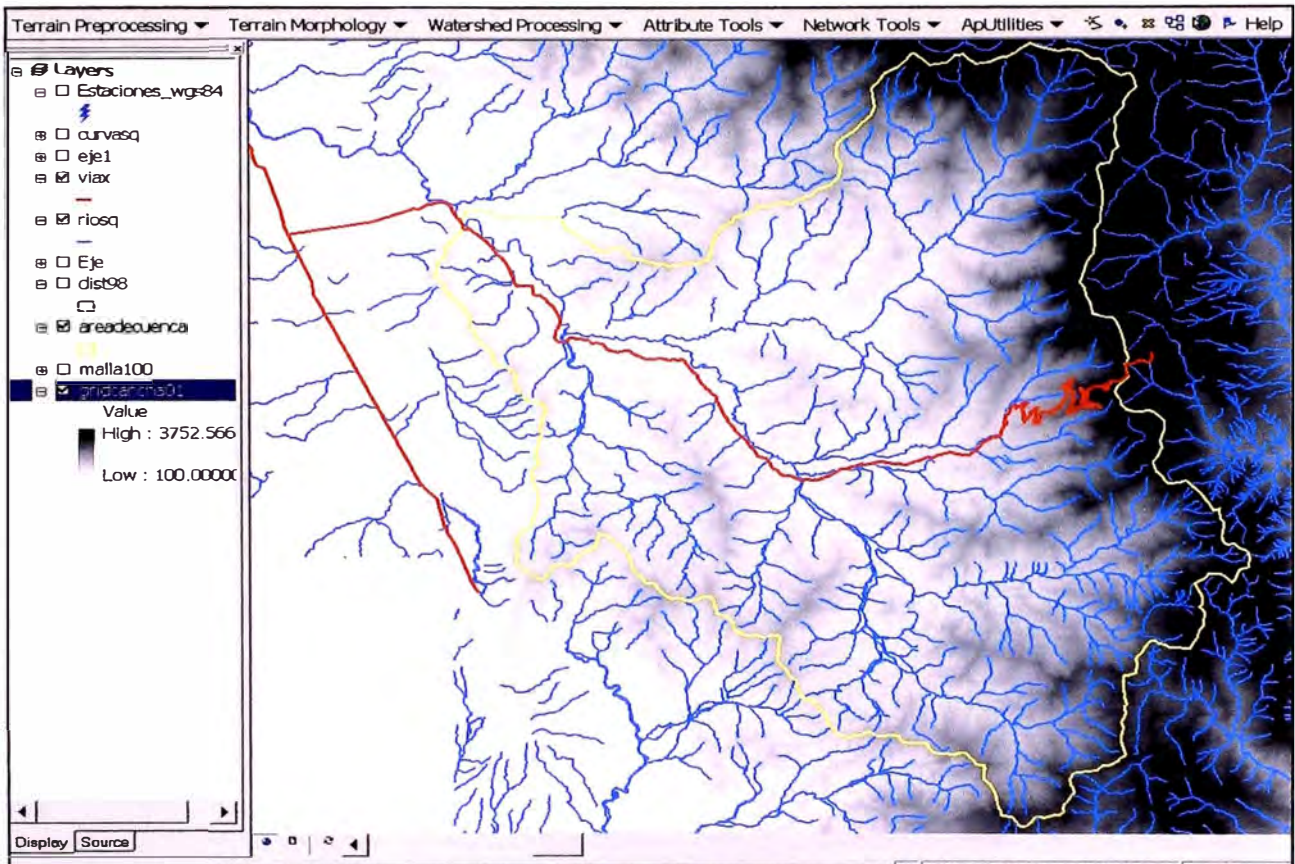 Terrain Preprocessing Terrain Morphology Watershed Processing Attribute Tools Network Tools ApUtilities Help
Layers
Estaciones_wgs84
curvasq
eje1
viax
riosq
Eje
dist98
areadecuenca
malla100
Value
High : 3752.566
Low : 100.0000
Display Source